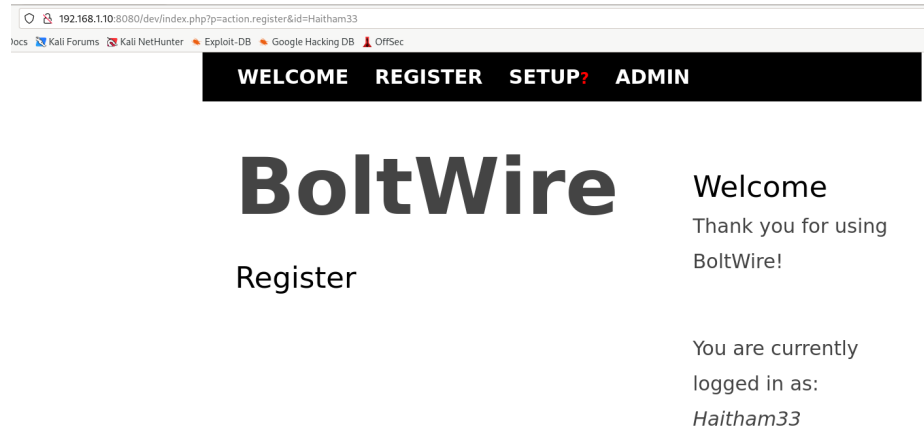 192.168.1.10:8080/dev/index.php?p=action.register&id=Haitham33
Docs Kali Forums Kali NetHunter Exploit-DB Google Hacking DB OffSec
WELCOME REGISTER SETUP? ADMIN
BoltWire
Register
Welcome
Thank you for using
BoltWire!
You are currently
logged in as:
Haitham33